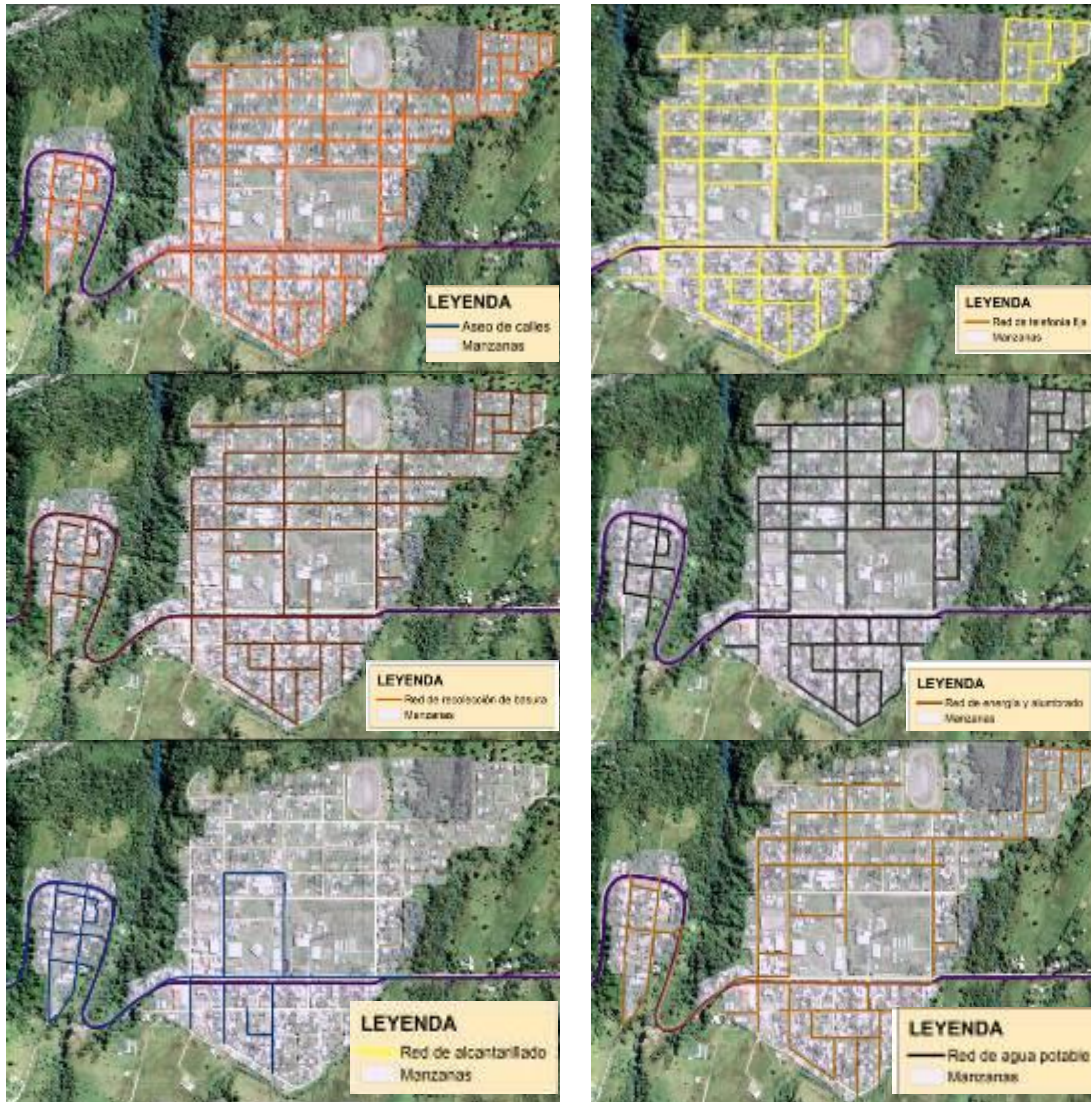 LEYENDA
Aseo de calles
Manzanas
LEYENDA
Red de telefonia fija
Manzanas
LEYENDA
Red de recolección de basura
Manzanas
LEYENDA
Red de energía y alumbrado
Manzanas
LEYENDA
Red de alcantarillado
Manzanas
LEYENDA
Red de agua potable
Manzanas